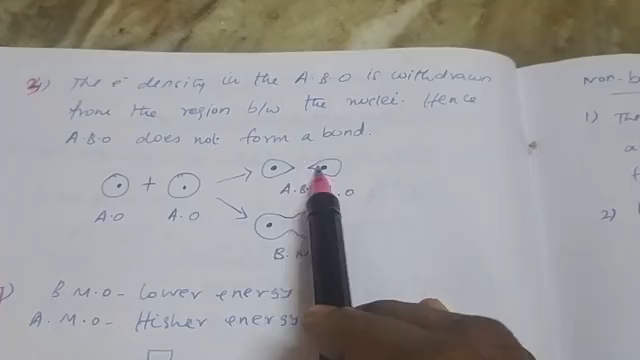 4) The e⁻ density in the A.B.O is withdrawn
from the region b/w the nuclei. Hence
A.B.O does not form a bond.
+
A.O A.O A.B. .O
B.
B.M.O - Lower energy
A.M.O - Higher energy
Non-b
1) The
a
2)